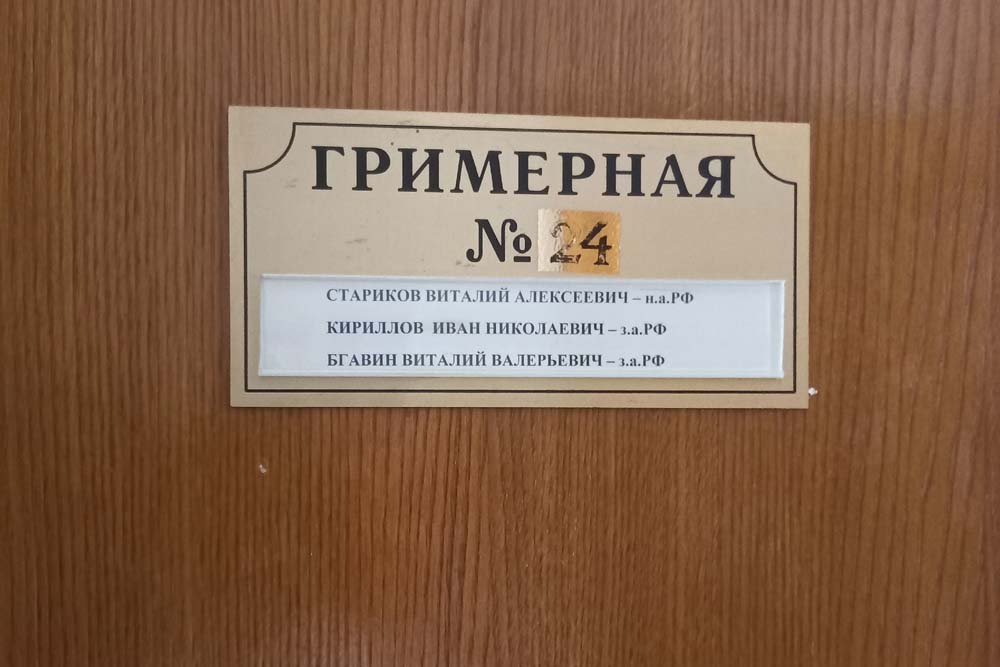 ГРИМЕРНАЯ
№ 24
СТАРИКОВ ВИТАЛИЙ АЛЕКСЕЕВИЧ – н.а.РФ
КИРИЛЛОВ ИВАН НИКОЛАЕВИЧ – з.а.РФ
БГАВИН ВИТАЛИЙ ВАЛЕРЬЕВИЧ – з.а.РФ